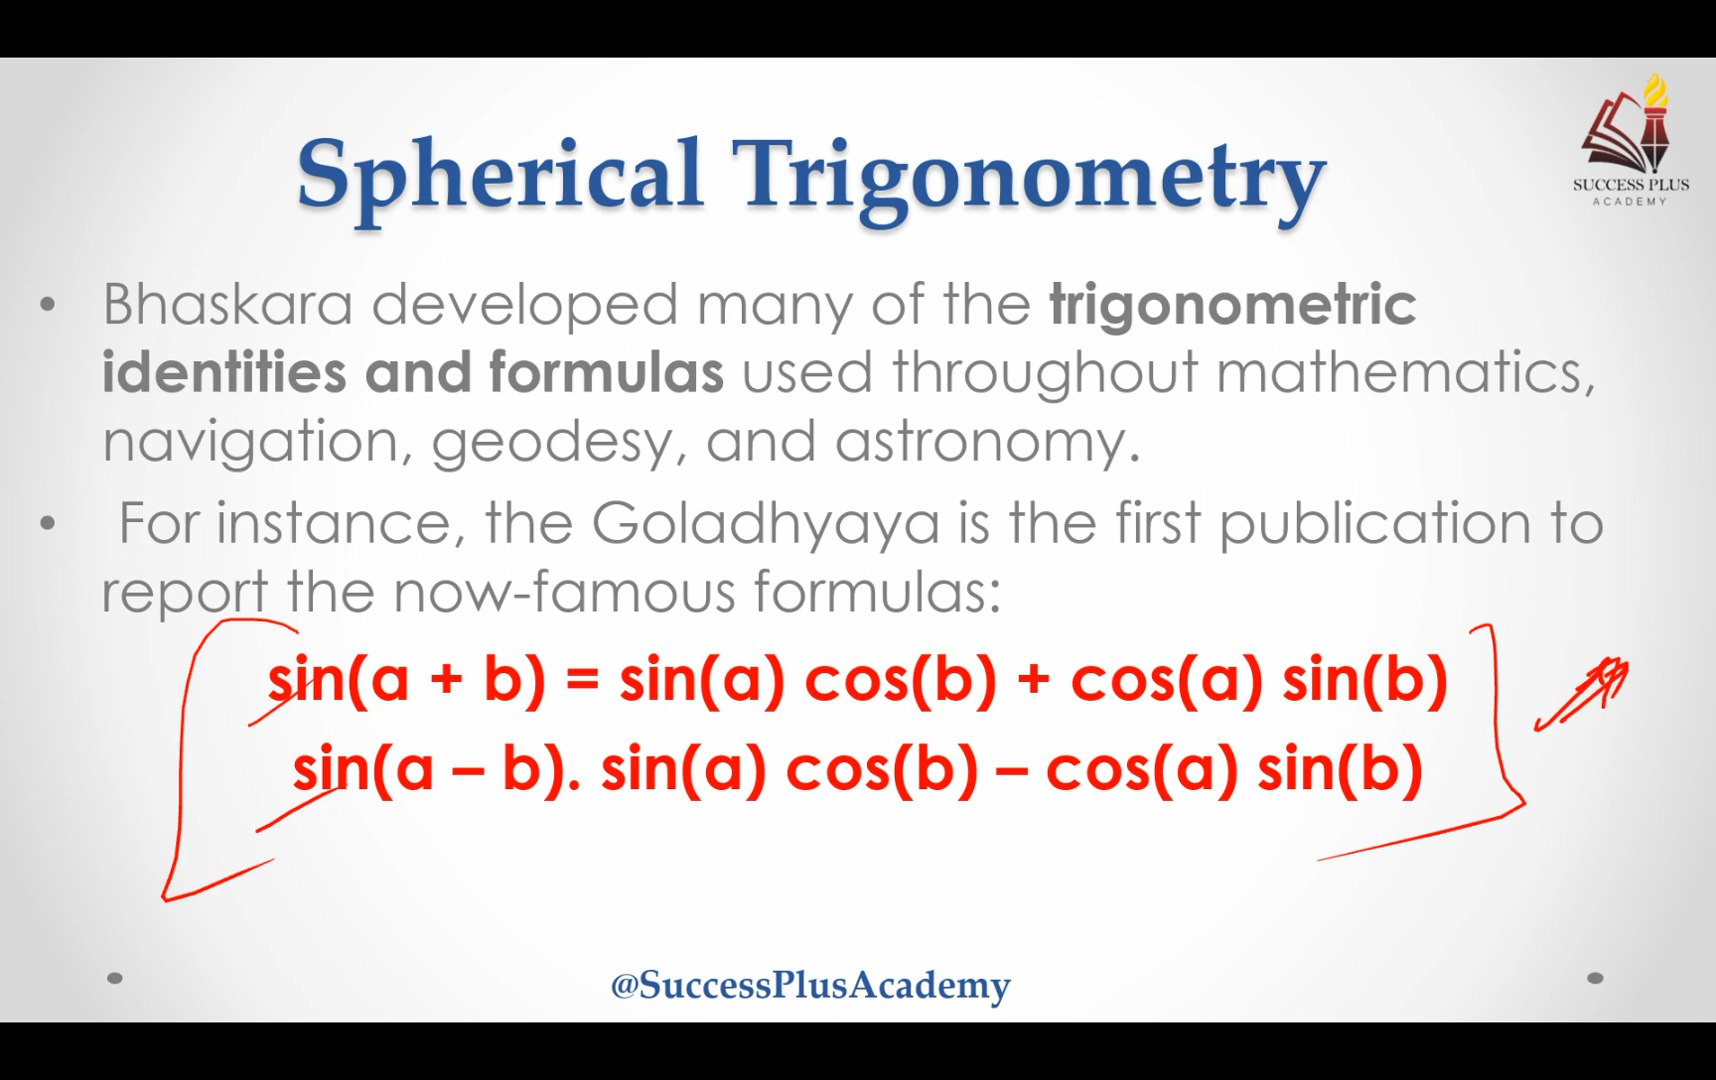 SUCCESS PLUS
ACADEMY
Spherical Trigonometry
• Bhaskara developed many of the trigonometric
identities and formulas used throughout mathematics,
navigation, geodesy, and astronomy.
• For instance, the Goladhyaya is the first publication to
report the now-famous formulas:
sin(a + b) = sin(a) cos(b) + cos(a) sin(b)
sin(a – b). sin(a) cos(b) – cos(a) sin(b)
@SuccessPlusAcademy